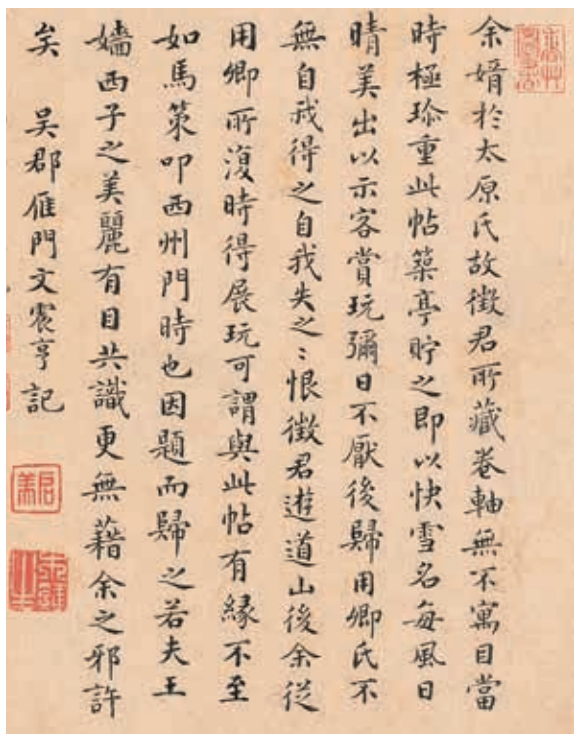 余婿於太原氏故徵君所藏卷軸無不寓目當
時極珍重此帖築亭貯之即以快雪名每風日
晴美出以示客賞玩彌日不厭後歸用卿氏不
無自我得之自我失之〻恨徵君遊道山後余從
用卿所復時得展玩可謂與此帖有緣不至
如馬策叩西州門時也因題而歸之若夫王
嬙西子之美麗有目共識更無藉余之邪許
矣 吳郡雁門文震亨記
啟美